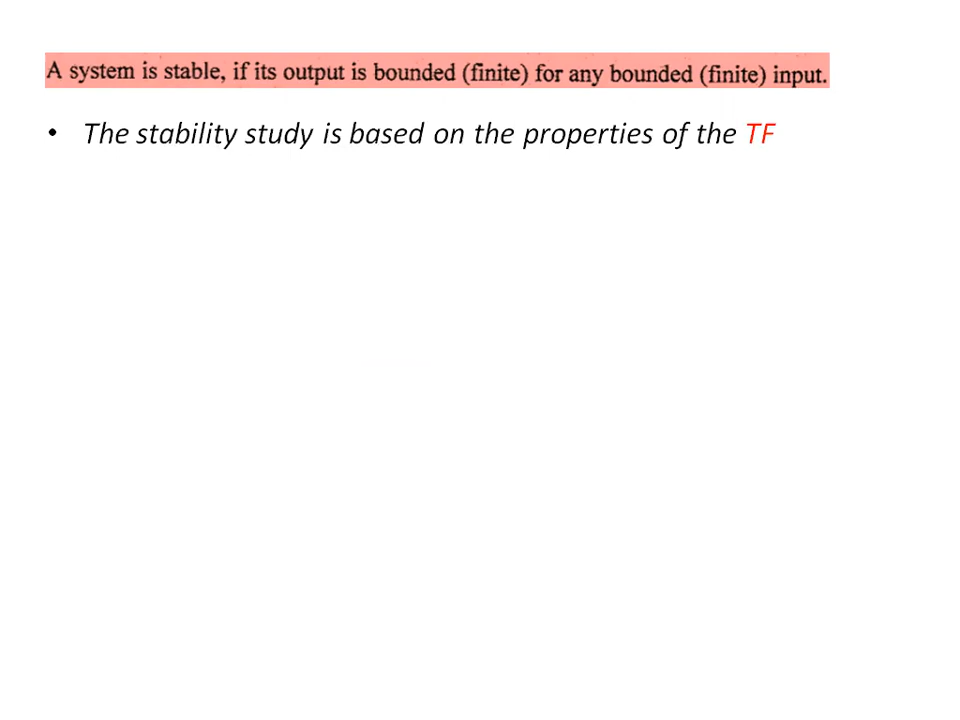 A system is stable, if its output is bounded (finite) for any bounded (finite) input.
• The stability study is based on the properties of the TF